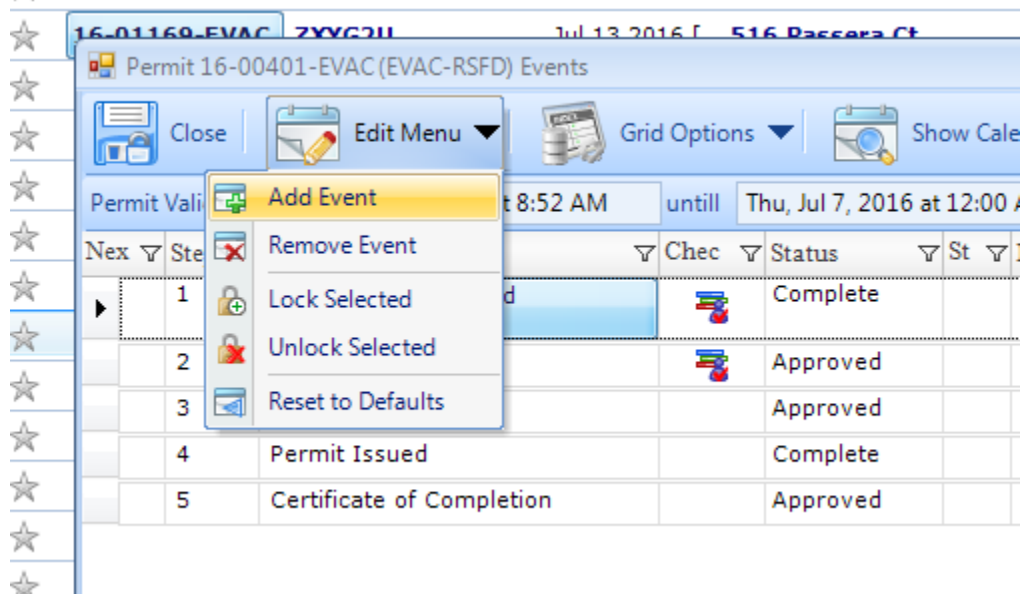 16-01169-EVAC ZXYG2U Jul 13 2016 [ 516 Passera Ct
Permit 16-00401-EVAC (EVAC-RSFD) Events
Close Edit Menu Grid Options Show Cale
Permit Vali t 8:52 AM untill Thu, Jul 7, 2016 at 12:00 A
Add Event
Nex Ste Chec Status St
Remove Event
1 d Complete
Lock Selected
2 Approved
Unlock Selected
3 Approved
Reset to Defaults
4 Permit Issued Complete
5 Certificate of Completion Approved